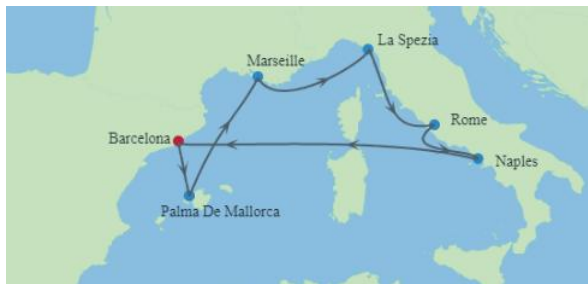 La Spezia
Marseille
Rome
Barcelona
Naples
Palma De Mallorca